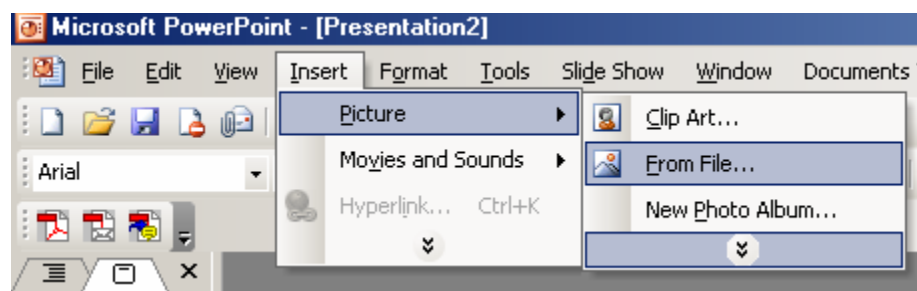 Microsoft PowerPoint - [Presentation2]
File Edit View Insert Format Tools Slide Show Window Documents
Picture Clip Art...
Arial Movies and Sounds From File...
Hyperlink... Ctrl+K New Photo Album...